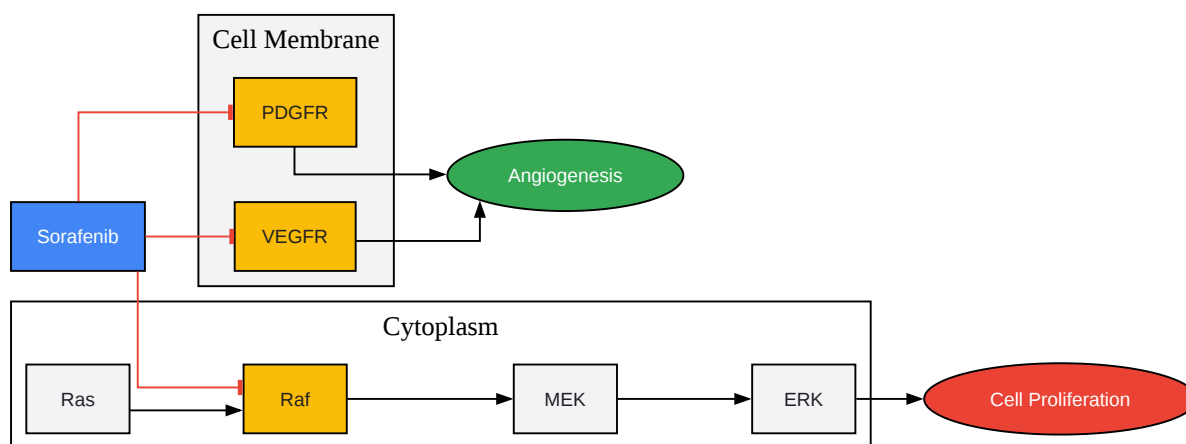 Cell Membrane
PDGFR
Angiogenesis
Sorafenib
VEGFR
Cytoplasm
Ras
Raf
MEK
ERK
Cell Proliferation